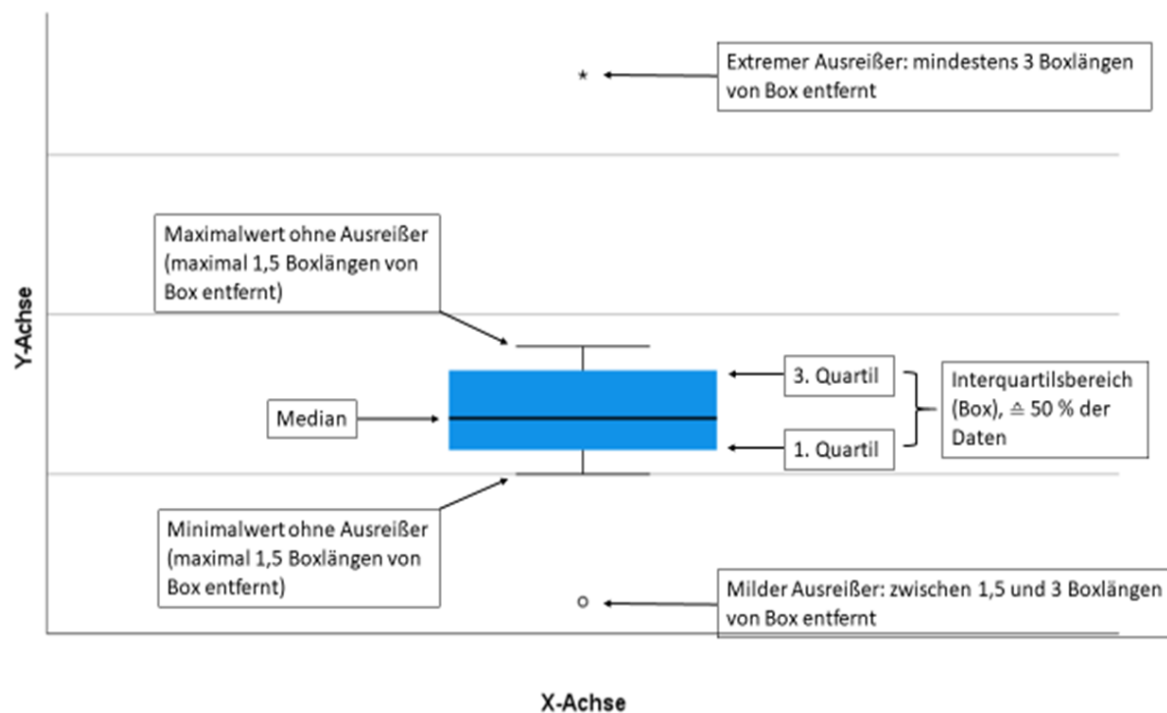 Extremer Ausreißer: mindestens 3 Boxlängen
von Box entfernt
*
Maximalwert ohne Ausreißer
(maximal 1,5 Boxlängen von
Box entfernt)
Y-Achse
3. Quartil
Interquartilsbereich
(Box), ≙ 50 % der
Daten
Median
1. Quartil
Minimalwert ohne Ausreißer
(maximal 1,5 Boxlängen von
Box entfernt)
Milder Ausreißer: zwischen 1,5 und 3 Boxlängen
von Box entfernt
X-Achse